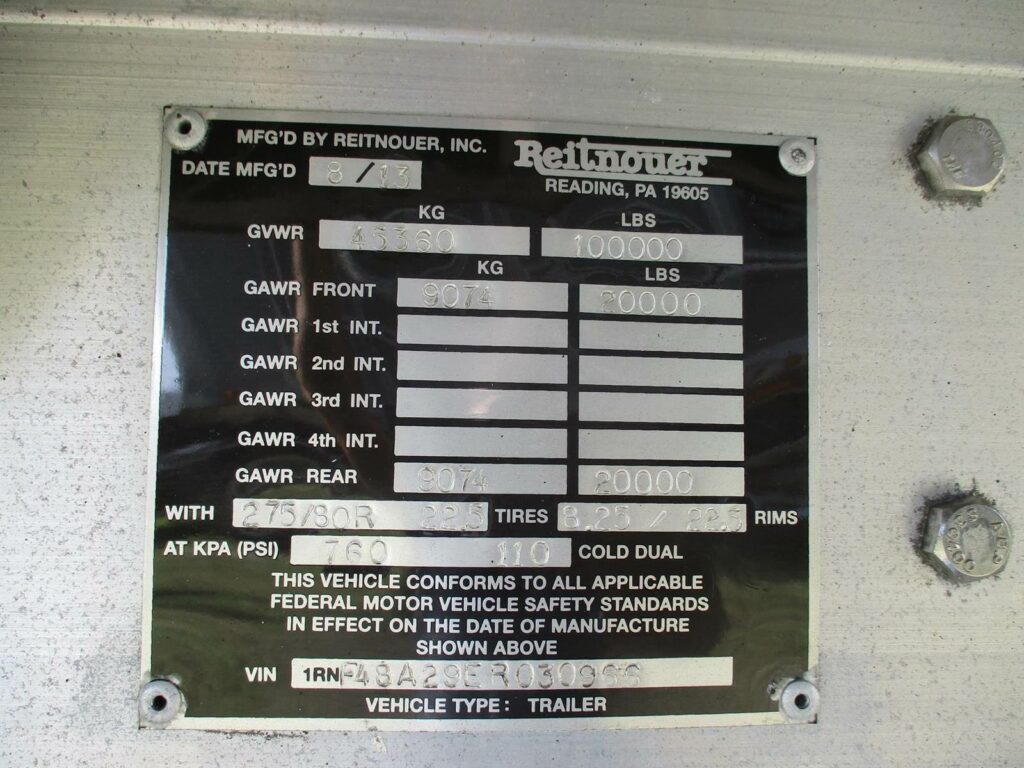 MFG'D BY REITNOUER, INC.
Reitnouer
DATE MFG'D 8/13
READING, PA 19605
KG LBS
GVWR 45360 100000
KG LBS
GAWR FRONT 9074 20000
GAWR 1st INT.
GAWR 2nd INT.
GAWR 3rd INT.
GAWR 4th INT.
GAWR REAR 9074 20000
WITH 275/80R 22.5 TIRES 8.25 / 22.5 RIMS
AT KPA (PSI) 760 110 COLD DUAL
THIS VEHICLE CONFORMS TO ALL APPLICABLE
FEDERAL MOTOR VEHICLE SAFETY STANDARDS
IN EFFECT ON THE DATE OF MANUFACTURE
SHOWN ABOVE
VIN 1RNF48A29ER030966
VEHICLE TYPE: TRAILER